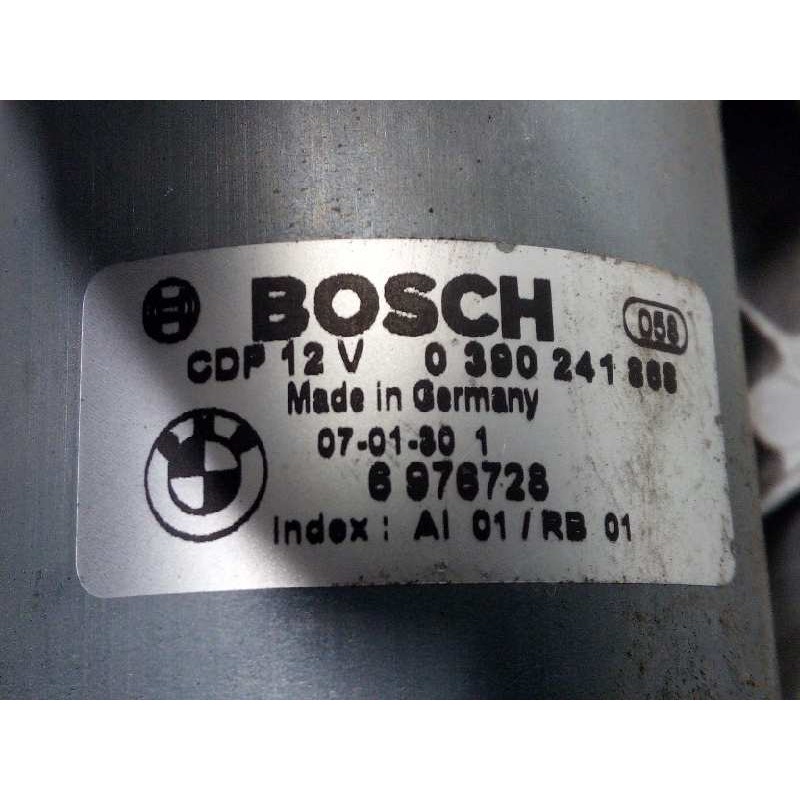 BOSCH 058
CDP 12 V 0 390 241
Made in Germany
07-01-30 1
6 976728
Index: AI 01 / RB 01